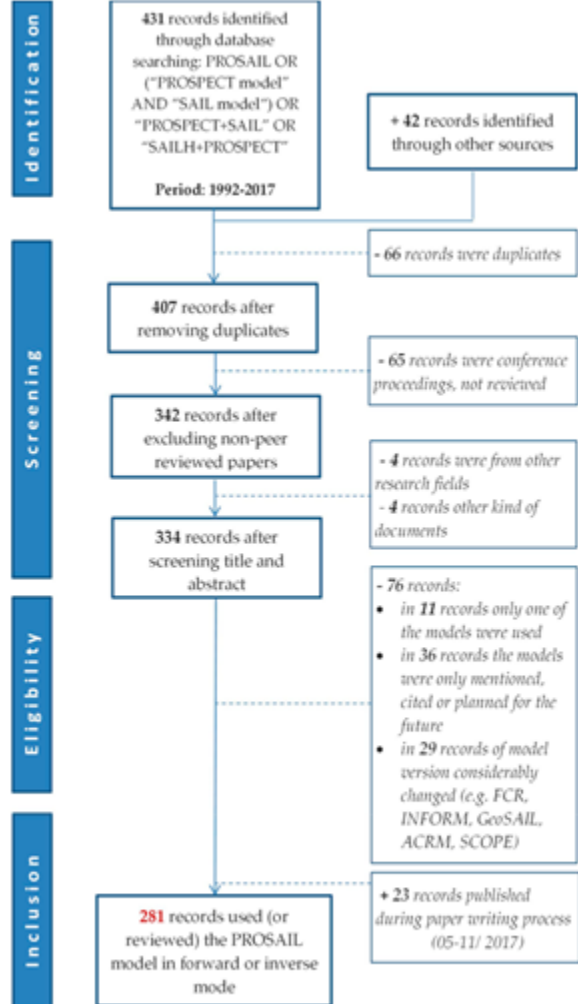 Identification
431 records identified
through database
searching: PROSAIL OR
("PROSPECT model"
AND "SAIL model") OR
"PROSPECT+SAIL" OR
"SAILH+PROSPECT"
Period: 1992-2017
+ 42 records identified
through other sources
Screening
- 66 records were duplicates
407 records after
removing duplicates
- 65 records were conference
proceedings, not reviewed
342 records after
excluding non-peer
reviewed papers
- 4 records were from other
research fields
- 4 records other kind of
documents
334 records after
screening title and
abstract
Eligibility
- 76 records:
• in 11 records only one of
the models were used
• in 36 records the models
were only mentioned,
cited or planned for the
future
• in 29 records of model
version considerably
changed (e.g. FCR,
INFORM, GeoSAIL,
ACRM, SCOPE)
Inclusion
+ 23 records published
during paper writing process
(05-11/ 2017)
281 records used (or
reviewed) the PROSAIL
model in forward or inverse
mode